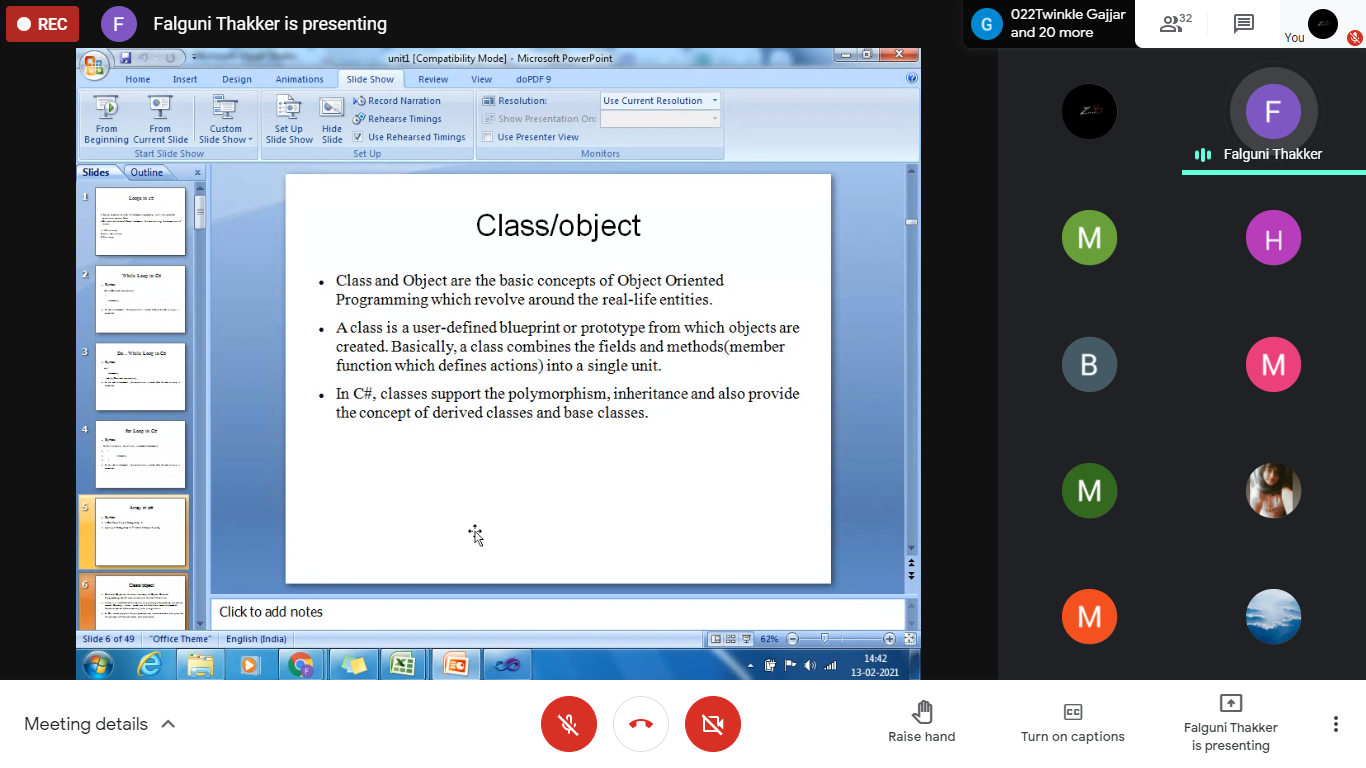 REC
F
Falguni Thakker is presenting
G
022Twinkle Gajjar
and 20 more
32
You
unit1 [Compatibility Mode] - Microsoft PowerPoint
Home Insert Design Animations Slide Show Review View doPDF 9
From
Beginning
From
Current Slide
Custom
Slide Show
Start Slide Show
Set Up
Slide Show
Hide
Slide
Record Narration
Rehearse Timings
Use Rehearsed Timings
Set Up
Resolution: Use Current Resolution
Show Presentation On:
Use Presenter View
Monitors
Slides Outline x
1
Loops in c#
2
While Loop in C#
3
Do.. While Loop in C#
4
for Loop in C#
5
Array in c#
6
Class/object
Class/object
• Class and Object are the basic concepts of Object Oriented
Programming which revolve around the real-life entities.
• A class is a user-defined blueprint or prototype from which objects are
created. Basically, a class combines the fields and methods(member
function which defines actions) into a single unit.
• In C#, classes support the polymorphism, inheritance and also provide
the concept of derived classes and base classes.
Click to add notes
Slide 6 of 49 "Office Theme" English (India) 62%
F
14:42
13-02-2021
F
Falguni Thakker
M
H
B
M
M
M
Meeting details
Raise hand
CC
Turn on captions
Falguni Thakker
is presenting